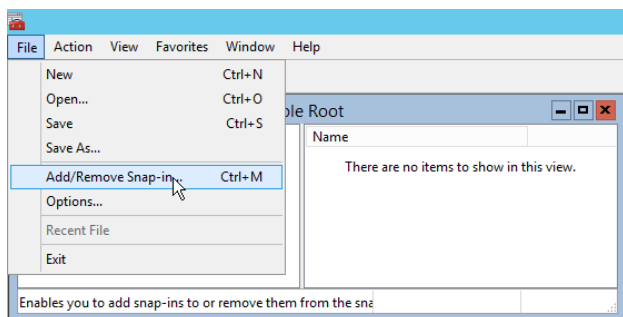 File Action View Favorites Window Help
New Ctrl+N
Open... Ctrl+O
Save Ctrl+S
Save As...
Add/Remove Snap-in... Ctrl+M
Options...
Recent File
Exit
ole Root
Name
There are no items to show in this view.
Enables you to add snap-ins to or remove them from the sna